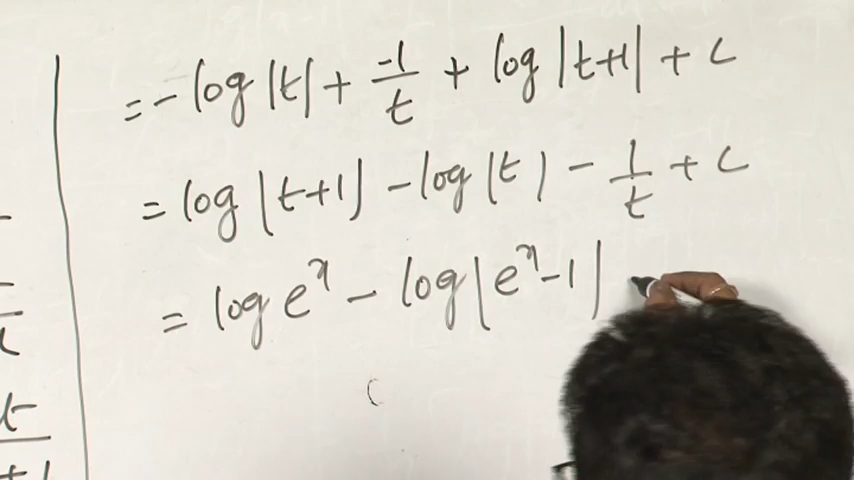 = - log |t| + -1/t + log |t+1| + c
= log |t+1| - log |t| - 1/t + c
= log e^x - log |e^x - 1|
t